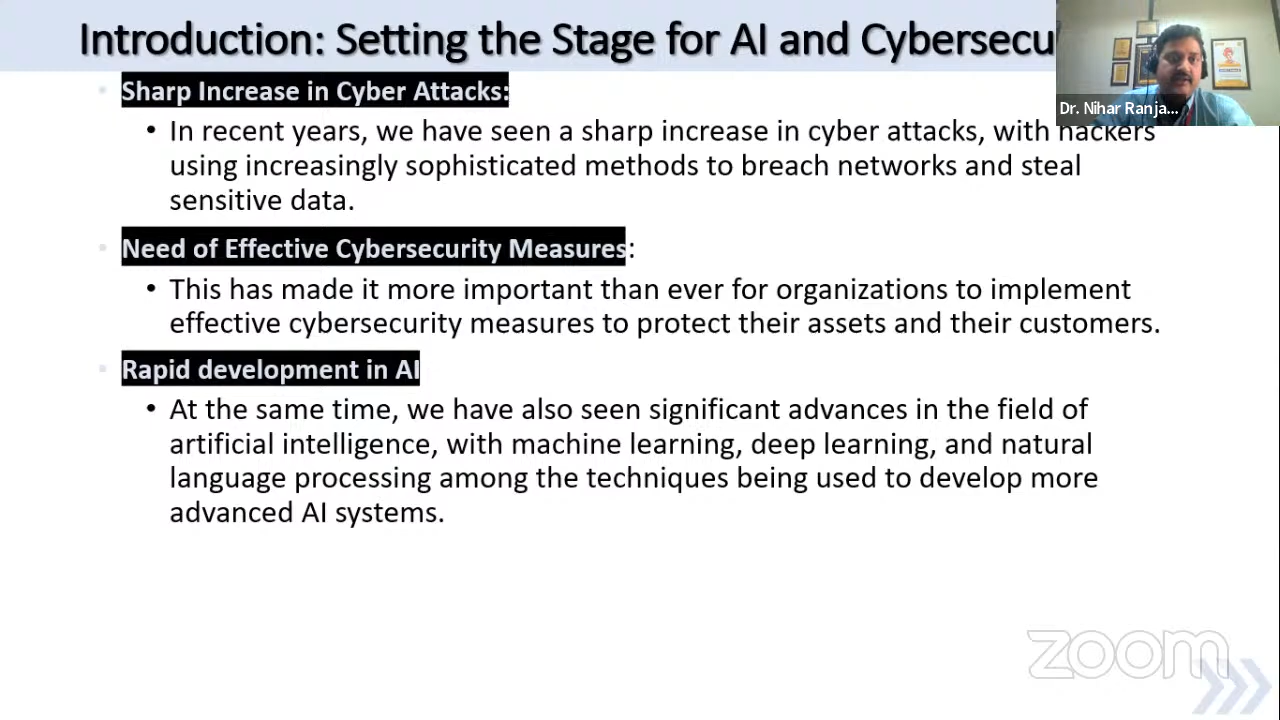 Introduction: Setting the Stage for AI and Cybersecu
Dr. Nihar Ranja...
Sharp Increase in Cyber Attacks:
• In recent years, we have seen a sharp increase in cyber attacks, with hackers
using increasingly sophisticated methods to breach networks and steal
sensitive data.
Need of Effective Cybersecurity Measures:
• This has made it more important than ever for organizations to implement
effective cybersecurity measures to protect their assets and their customers.
Rapid development in AI
• At the same time, we have also seen significant advances in the field of
artificial intelligence, with machine learning, deep learning, and natural
language processing among the techniques being used to develop more
advanced AI systems.
zoom